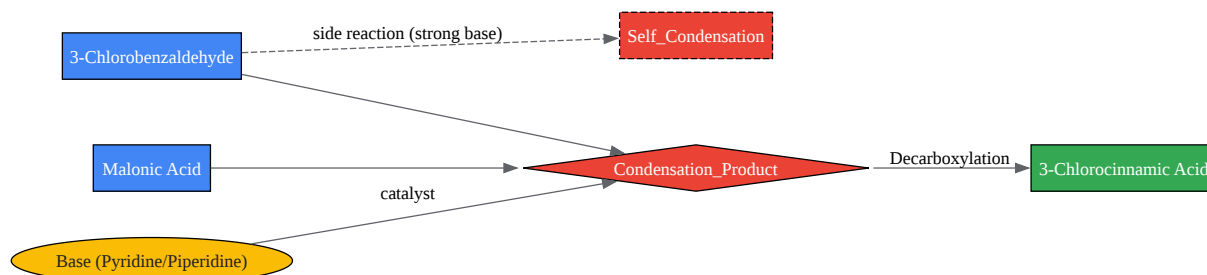 side reaction (strong base)
Self_Condensation
3-Chlorobenzaldehyde
Malonic Acid
Condensation_Product
Decarboxylation
3-Chlorocinnamic Acid
catalyst
Base (Pyridine/Piperidine)